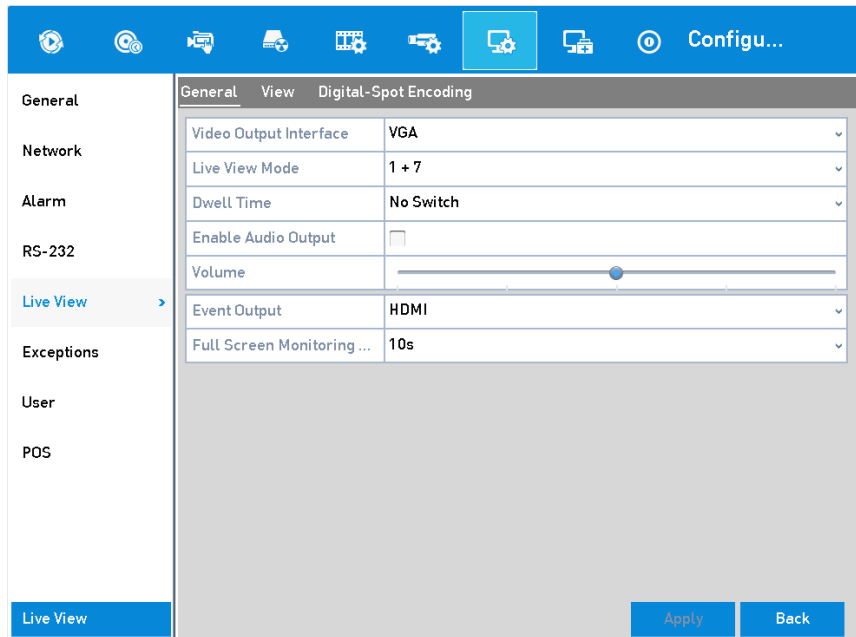 Configu...
General
Network
Alarm
RS-232
Live View >
Exceptions
User
POS
Live View
General View Digital-Spot Encoding
Video Output Interface VGA
Live View Mode 1 + 7
Dwell Time No Switch
Enable Audio Output
Volume
Event Output HDMI
Full Screen Monitoring ... 10s
Apply Back